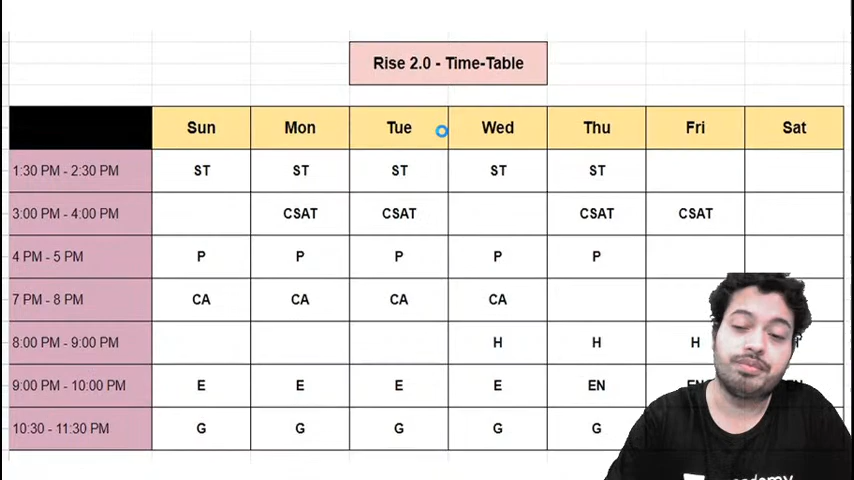 Rise 2.0 - Time-Table
Sun Mon Tue Wed Thu Fri Sat
1:30 PM - 2:30 PM ST ST ST ST ST
3:00 PM - 4:00 PM CSAT CSAT CSAT CSAT
4 PM - 5 PM P P P P P
7 PM - 8 PM CA CA CA CA
8:00 PM - 9:00 PM H H H
9:00 PM - 10:00 PM E E E E EN
10:30 - 11:30 PM G G G G G